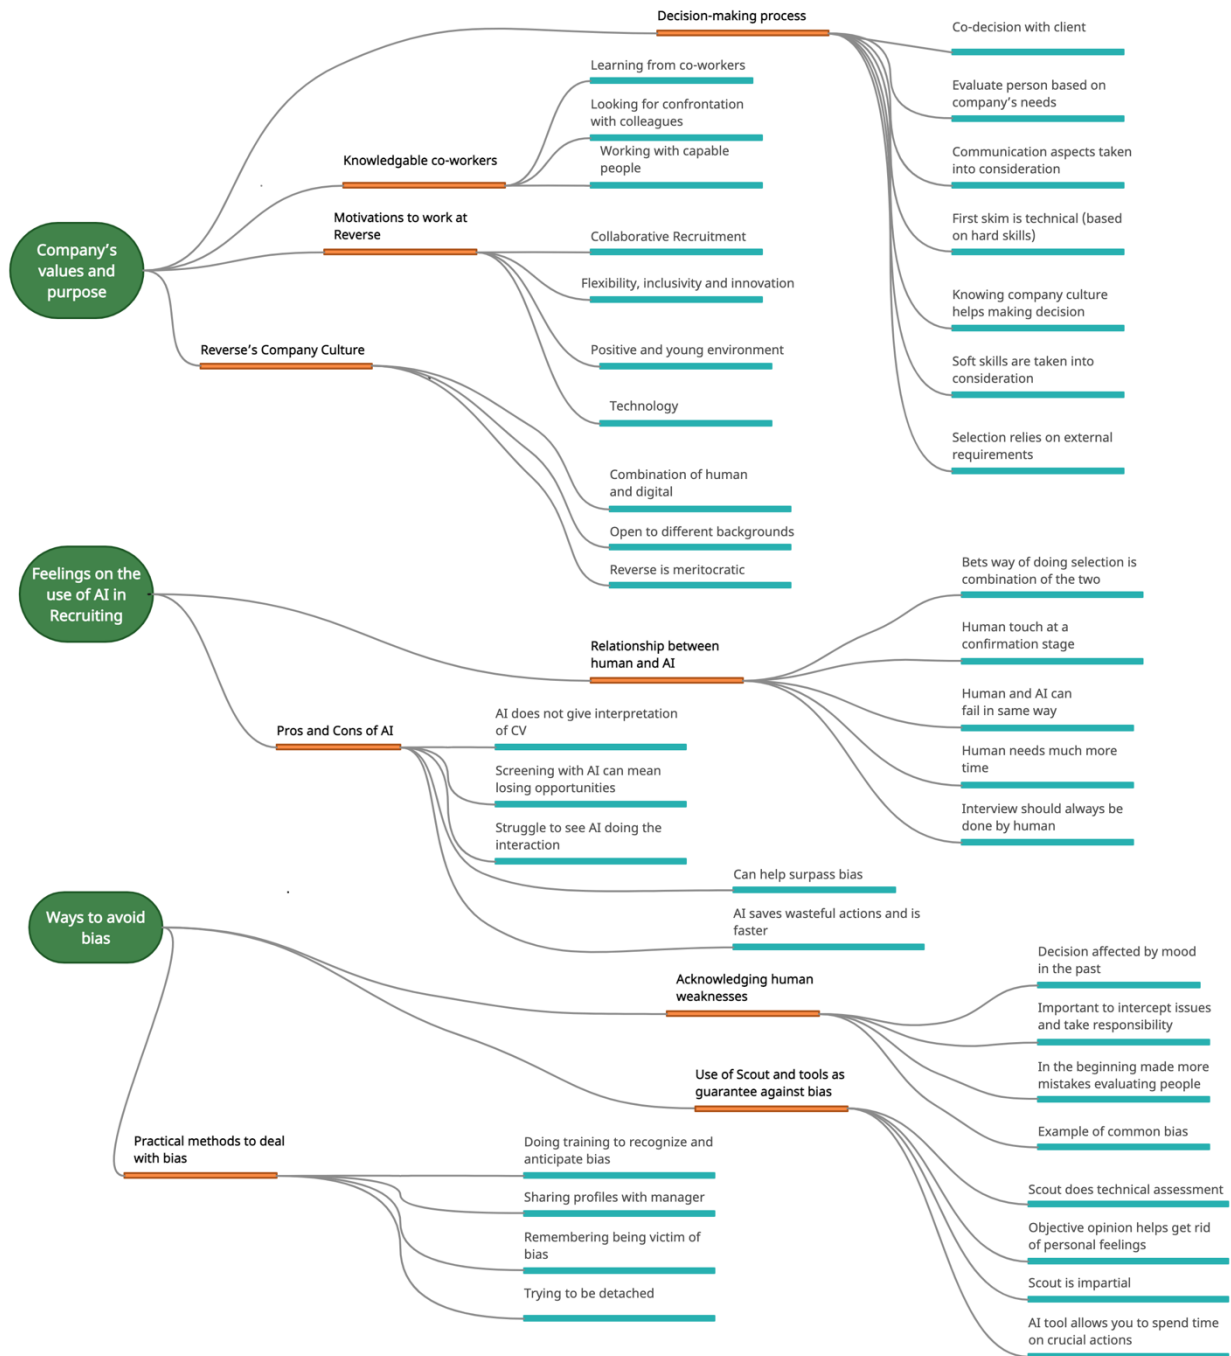 Decision-making process
Co-decision with client
Evaluate person based on
company's needs
Communication aspects taken
into consideration
First skim is technical (based
on hard skills)
Knowing company culture
helps making decision
Soft skills are taken into
consideration
Selection relies on external
requirements
Learning from co-workers
Looking for confrontation
with colleagues
Working with capable
people
Knowledgable co-workers
Motivations to work at
Reverse
Collaborative Recruitment
Flexibility, inclusivity and innovation
Positive and young environment
Technology
Company's
values and
purpose
Reverse's Company Culture
Combination of human
and digital
Open to different backgrounds
Reverse is meritocratic
Feelings on the
use of AI in
Recruiting
Relationship between
human and AI
Bets way of doing selection is
combination of the two
Human touch at a
confirmation stage
Human and AI can
fail in same way
Human needs much more
time
Interview should always be
done by human
Pros and Cons of AI
AI does not give interpretation
of CV
Screening with AI can mean
losing opportunities
Struggle to see AI doing the
interaction
Can help surpass bias
AI saves wasteful actions and is
faster
Ways to avoid
bias
Acknowledging human
weaknesses
Decision affected by mood
in the past
Important to intercept issues
and take responsibility
In the beginning made more
mistakes evaluating people
Example of common bias
Use of Scout and tools as
guarantee against bias
Scout does technical assessment
Objective opinion helps get rid
of personal feelings
Scout is impartial
AI tool allows you to spend time
on crucial actions
Practical methods to deal
with bias
Doing training to recognize and
anticipate bias
Sharing profiles with manager
Remembering being victim of
bias
Trying to be detached